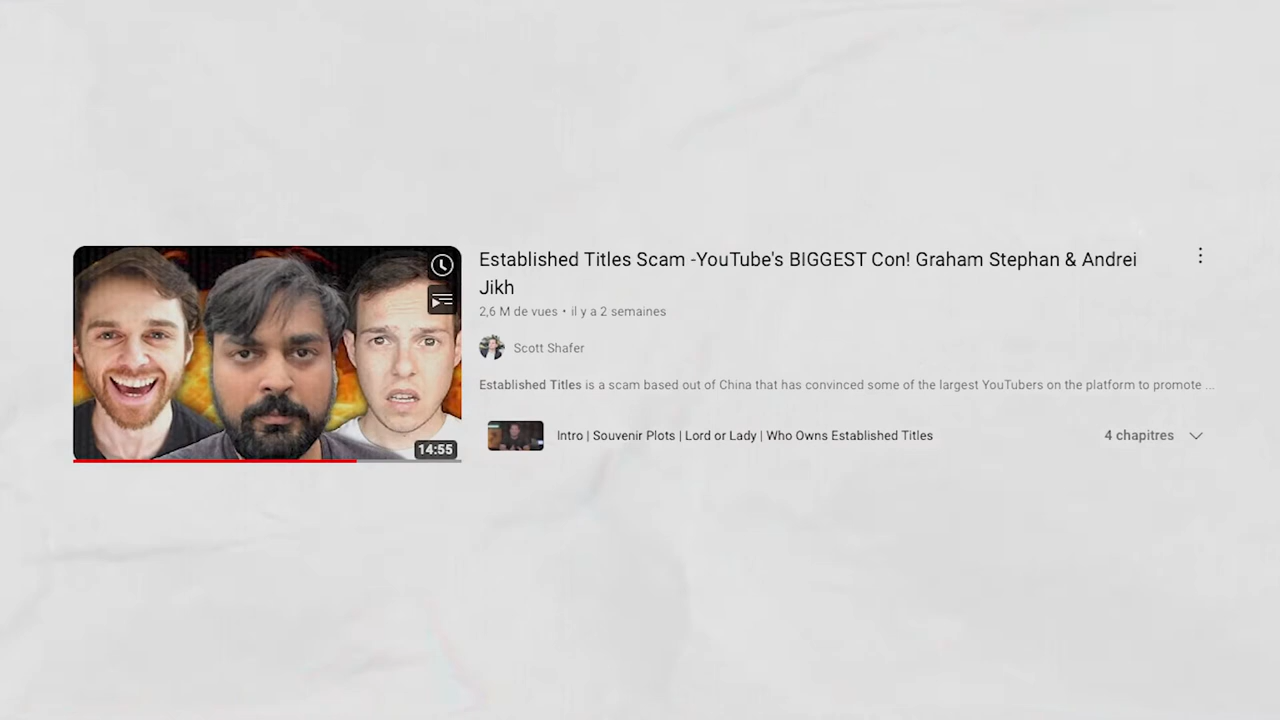 Established Titles Scam -YouTube's BIGGEST Con! Graham Stephan & Andrei
Jikh
2,6 M de vues • il y a 2 semaines
Scott Shafer
Established Titles is a scam based out of China that has convinced some of the largest YouTubers on the platform to promote ...
Intro | Souvenir Plots | Lord or Lady | Who Owns Established Titles
4 chapitres
14:55